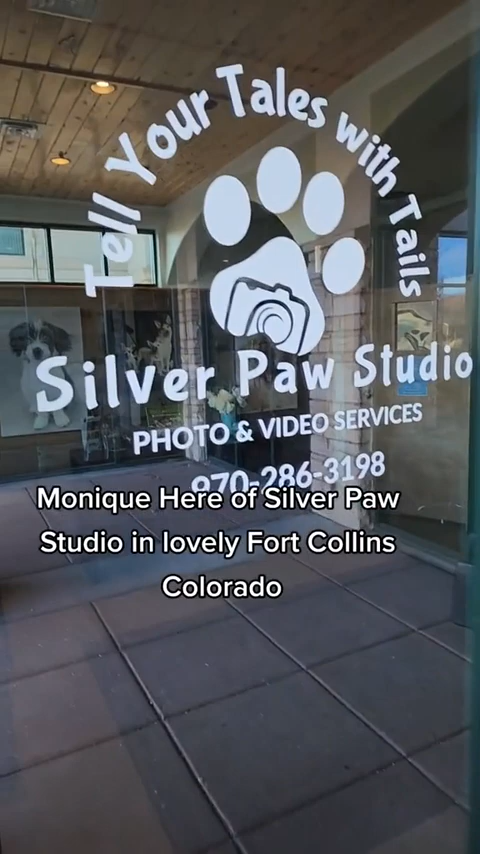 Tell Your Tales with Tails
Silver Paw Studio
PHOTO & VIDEO SERVICES
970-286-3198
Monique Here of Silver Paw
Studio in lovely Fort Collins
Colorado